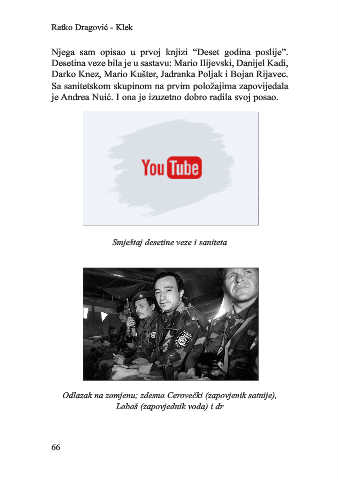 Ratko Dragović - Klek
Njega sam opisao u prvoj knjizi “Deset godina poslije”.
Desetina veze bila je u sastavu: Mario Ilijevski, Danijel Kadi,
Darko Knez, Mario Kušter, Jadranka Poljak i Bojan Rijavec.
Sa sanitetskom skupinom na prvim položajima zapovijedala
je Andrea Nuić. I ona je izuzetno dobro radila svoj posao.
You Tube
Smještaj desetine veze i saniteta
Odlazak na zamjenu; zdesna Cerovečki (zapovjenik satnije),
Lohaš (zapovjednik voda) i dr
66